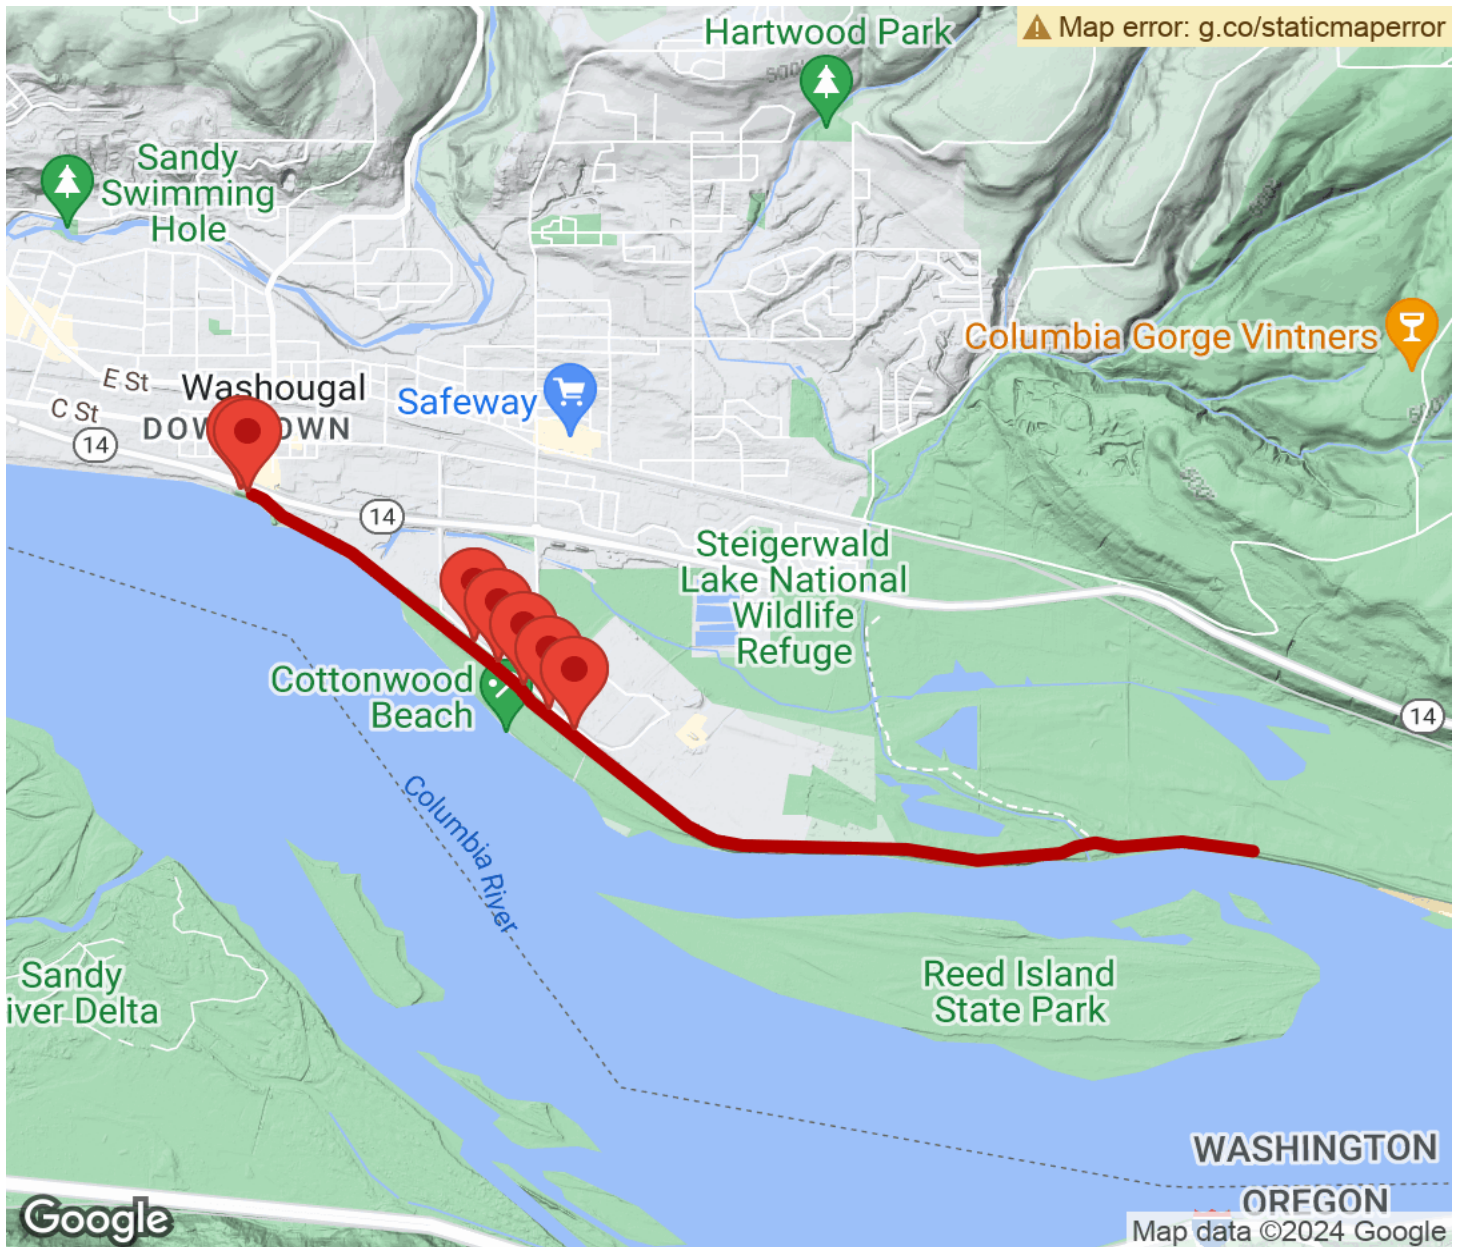 Hartwood Park
Map error: g.co/staticmaperror
500
Sandy
Swimming
Hole
500
Columbia Gorge Vintners
E St
Washougal
Safeway
C St
14
14
Steigerwald
Lake National
Wildlife
Refuge
Cottonwood
Beach
14
Columbia River
Sandy
iver Delta
Reed Island
State Park
WASHINGTON
OREGON
Google
Map data ©2024 Google